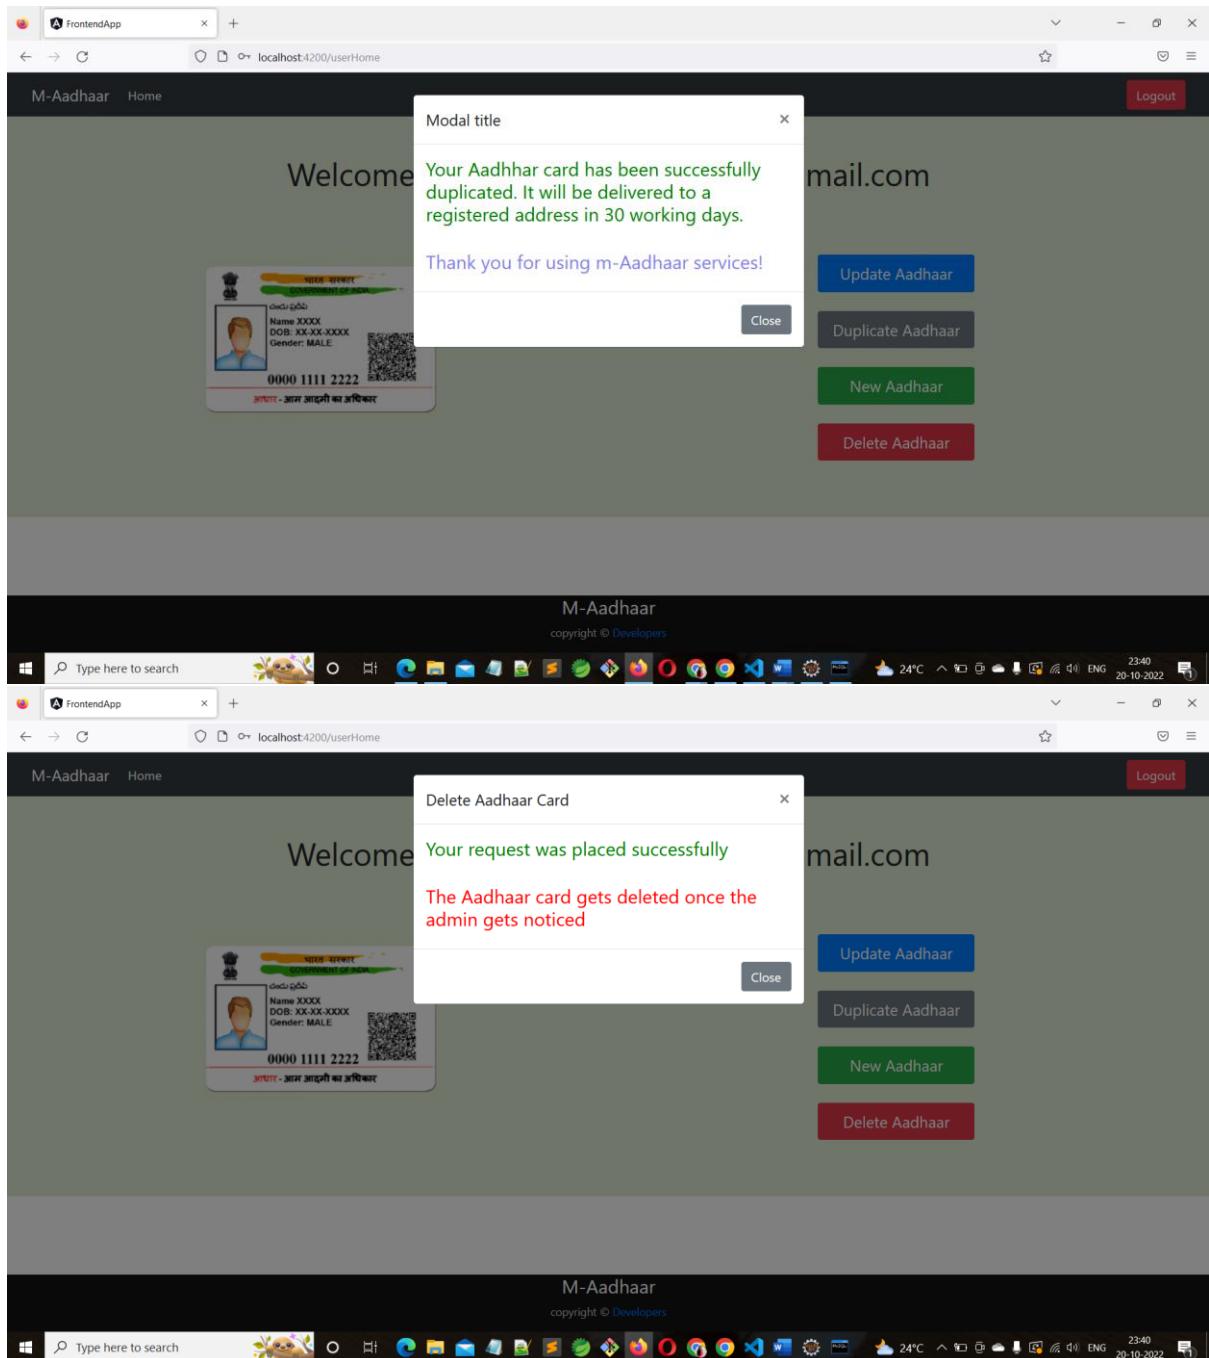 FrontendApp
localhost:4200/userHome
M-Aadhaar Home Logout
Modal title
Welcome mail.com
Your Aadhhar card has been successfully
duplicated. It will be delivered to a
registered address in 30 working days.
Thank you for using m-Aadhaar services!
Close
भारत सरकार
GOVERNMENT OF INDIA
Name XXXX
DOB: XX-XX-XXXX
Gender: MALE
0000 1111 2222
आधार - आम आदमी का अधिकार
Update Aadhaar
Duplicate Aadhaar
New Aadhaar
Delete Aadhaar
M-Aadhaar
copyright © Developers
Type here to search
24°C ENG 23:40
20-10-2022
FrontendApp
localhost:4200/userHome
M-Aadhaar Home Logout
Delete Aadhaar Card
Welcome mail.com
Your request was placed successfully
The Aadhaar card gets deleted once the
admin gets noticed
Close
भारत सरकार
GOVERNMENT OF INDIA
Name XXXX
DOB: XX-XX-XXXX
Gender: MALE
0000 1111 2222
आधार - आम आदमी का अधिकार
Update Aadhaar
Duplicate Aadhaar
New Aadhaar
Delete Aadhaar
M-Aadhaar
copyright © Developers
Type here to search
24°C ENG 23:40
20-10-2022